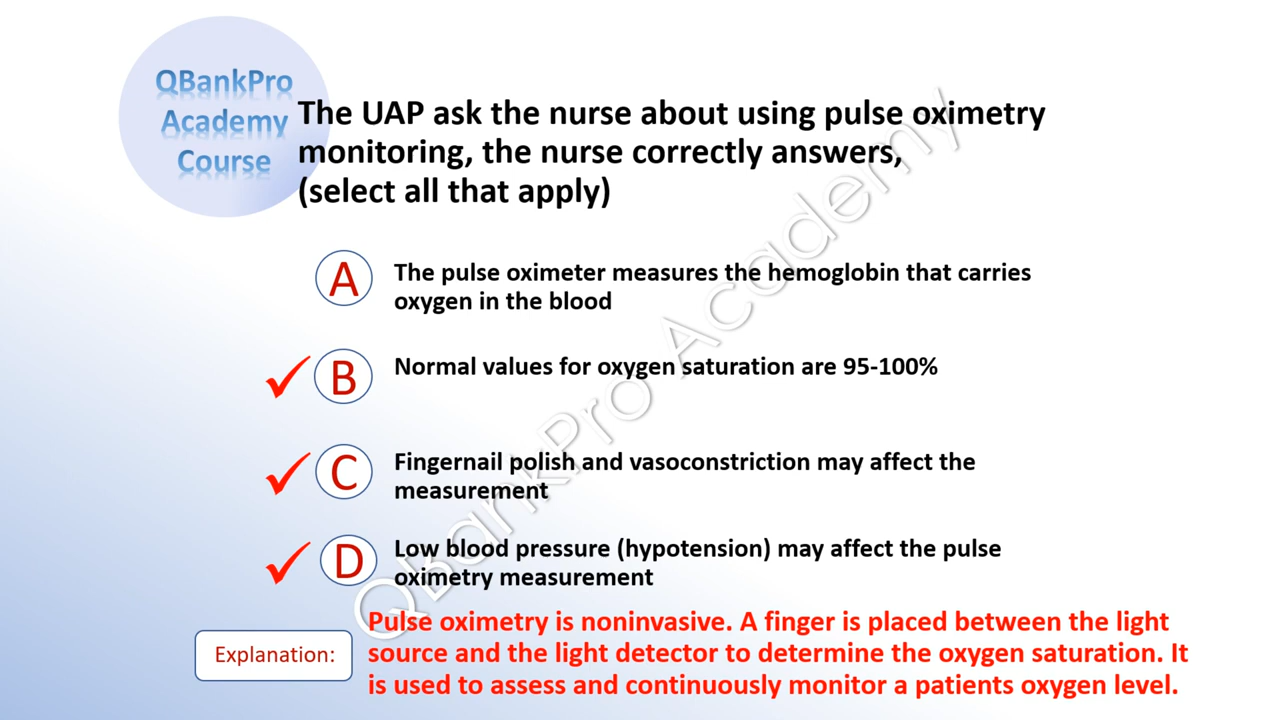 QBankPro
Academy
Course
The UAP ask the nurse about using pulse oximetry
monitoring, the nurse correctly answers,
(select all that apply)
A
The pulse oximeter measures the hemoglobin that carries
oxygen in the blood
B
Normal values for oxygen saturation are 95-100%
C
Fingernail polish and vasoconstriction may affect the
measurement
D
Low blood pressure (hypotension) may affect the pulse
oximetry measurement
Explanation:
Pulse oximetry is noninvasive. A finger is placed between the light
source and the light detector to determine the oxygen saturation. It
is used to assess and continuously monitor a patients oxygen level.
QBankPro Academy